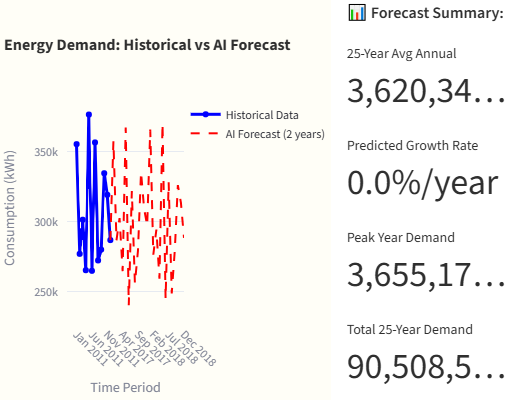 Energy Demand: Historical vs AI Forecast
Historical Data
AI Forecast (2 years)
Consumption (kWh)
350k
300k
250k
Jan 2011
Jun 2011
Nov 2011
Apr 2017
Sep 2017
Feb 2018
Jul 2018
Dec 2018
Time Period
📊 Forecast Summary:
25-Year Avg Annual
3,620,34...
Predicted Growth Rate
0.0%/year
Peak Year Demand
3,655,17...
Total 25-Year Demand
90,508,5...